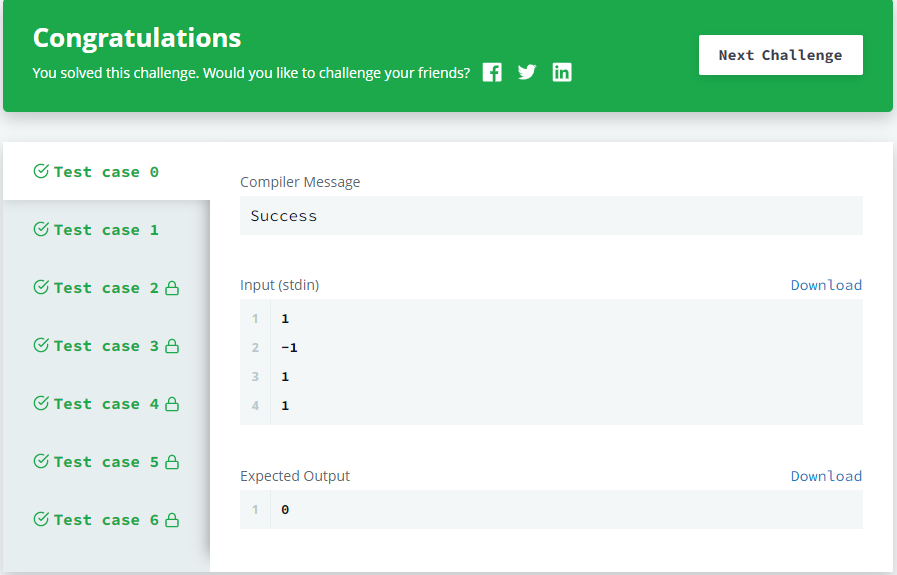 Congratulations
You solved this challenge. Would you like to challenge your friends?
Next Challenge
Test case 0
Test case 1
Test case 2
Test case 3
Test case 4
Test case 5
Test case 6
Compiler Message
Success
Input (stdin)
Download
1 1
2 -1
3 1
4 1
Expected Output
Download
1 0